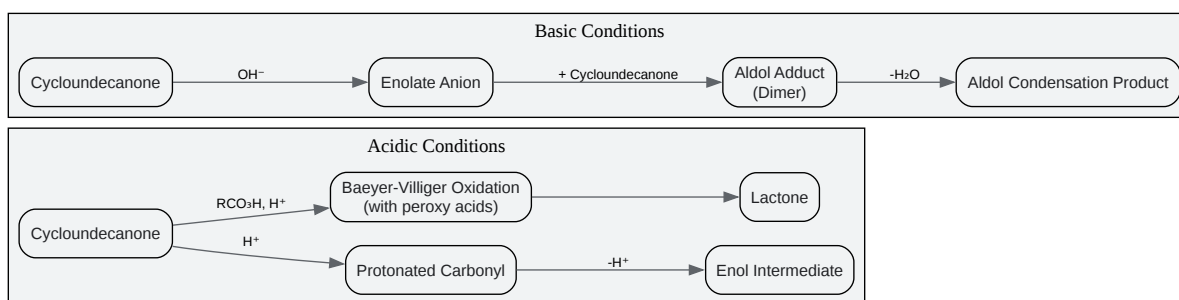 Basic Conditions
Cycloundecanone
OH⁻
Enolate Anion
+ Cycloundecanone
Aldol Adduct
(Dimer)
-H₂O
Aldol Condensation Product
Acidic Conditions
Cycloundecanone
RCO₃H, H⁺
Baeyer-Villiger Oxidation
(with peroxy acids)
Lactone
H⁺
Protonated Carbonyl
-H⁺
Enol Intermediate